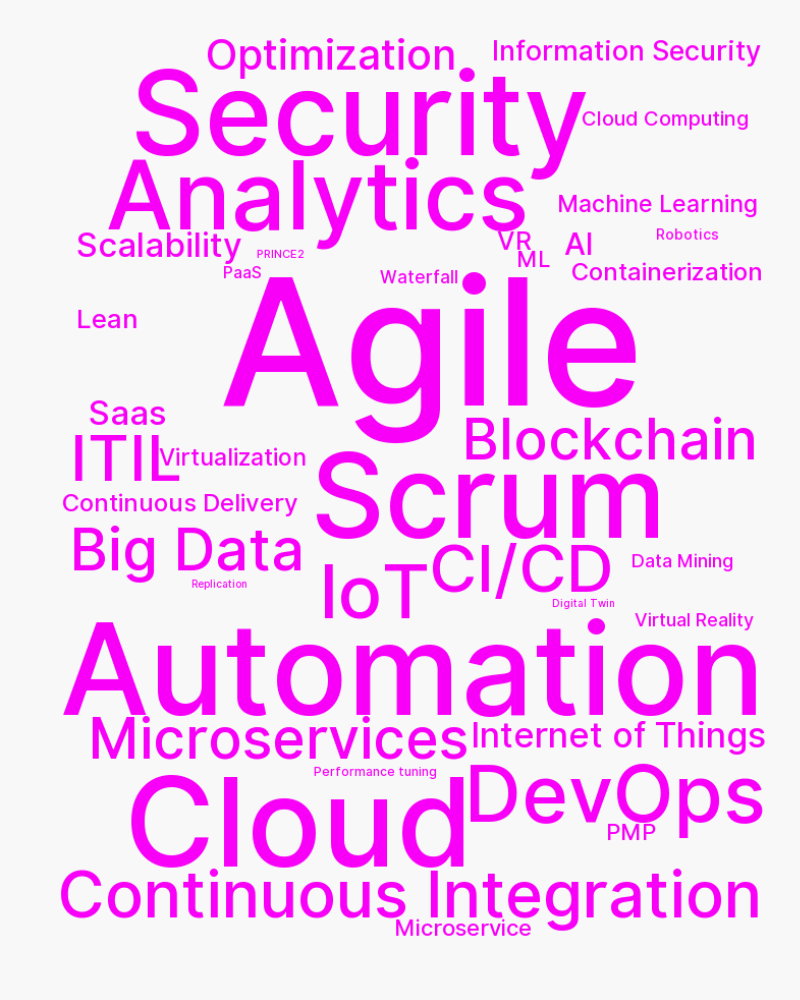 Optimization
Information Security
Security
Cloud Computing
Analytics
Machine Learning
Scalability
PRINCE2
VR
AI
Robotics
ML
PaaS
Waterfall
Containerization
Agile
Lean
Saas
Blockchain
ITIL
Virtualization
Scrum
Continuous Delivery
Big Data
CI/CD
Data Mining
Replication
IoT
Digital Twin
Virtual Reality
Automation
Microservices
Internet of Things
Performance tuning
Cloud
DevOps
PMP
Continuous Integration
Microservice